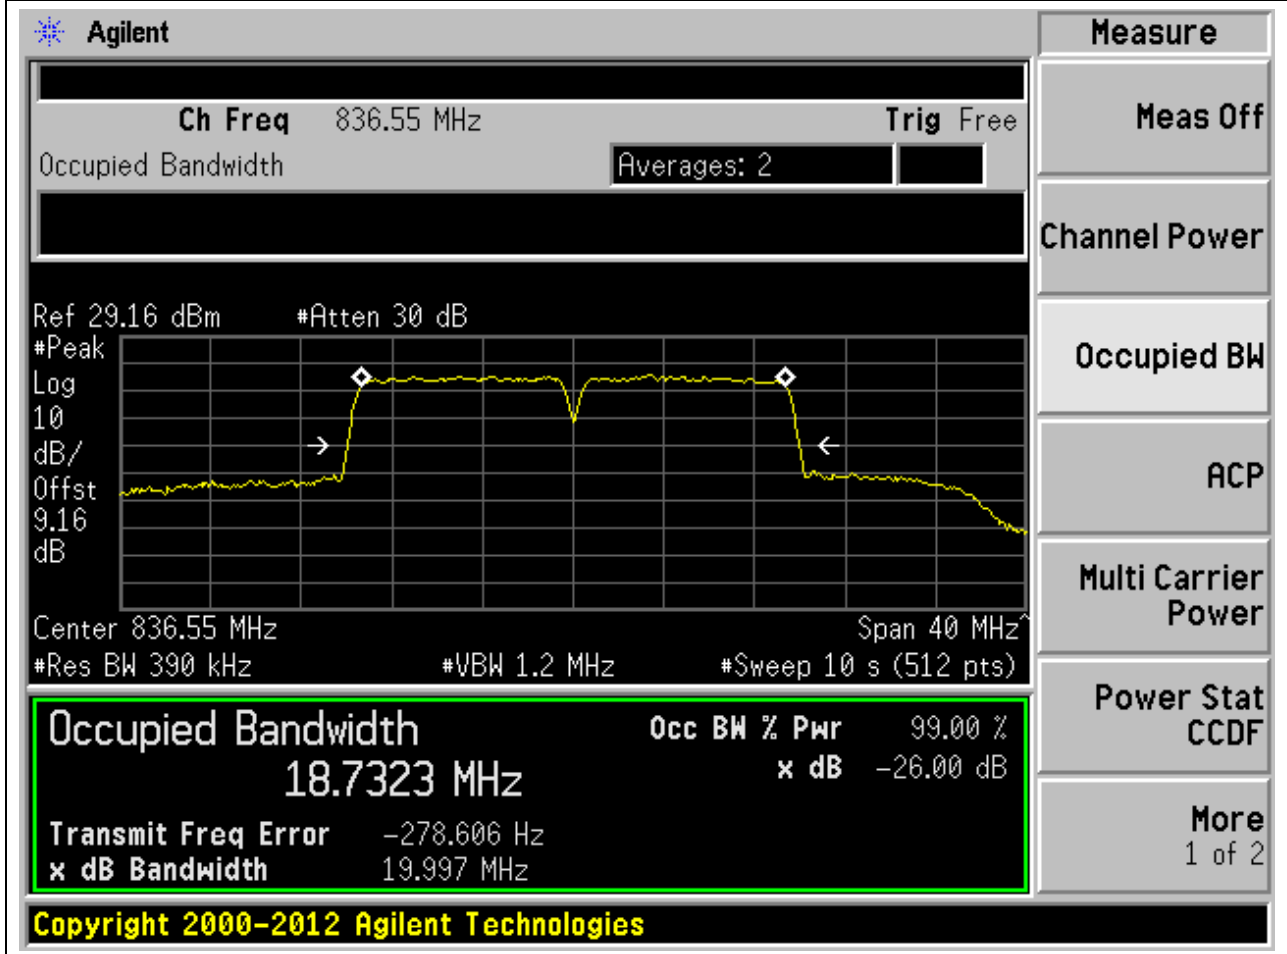 Agilent
Measure
Ch Freq 836.55 MHz Trig Free
Occupied Bandwidth Averages: 2
Meas Off
Channel Power
Occupied BW
ACP
Multi Carrier
Power
Power Stat
CCDF
More
1 of 2
Ref 29.16 dBm #Atten 30 dB
#Peak
Log
10
dB/
Offst
9.16
dB
Center 836.55 MHz Span 40 MHz^
#Res BW 390 kHz #VBW 1.2 MHz #Sweep 10 s (512 pts)
Occupied Bandwidth Occ BW % Pwr 99.00 %
18.7323 MHz x dB -26.00 dB
Transmit Freq Error -278.606 Hz
x dB Bandwidth 19.997 MHz
Copyright 2000-2012 Agilent Technologies